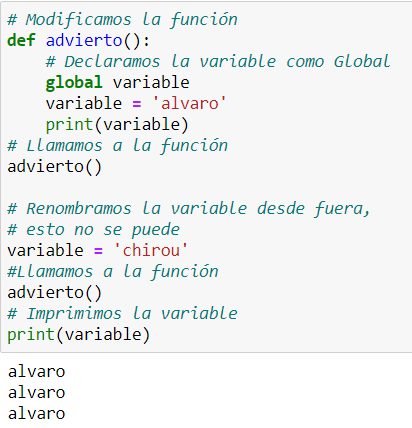 # Modificamos la función
def advierto():
    # Declaramos la variable como Global
    global variable
    variable = 'alvaro'
    print(variable)
# Llamamos a la función
advierto()

# Renombramos la variable desde fuera,
# esto no se puede
variable = 'chirou'
#Llamamos a la función
advierto()
# Imprimimos la variable
print(variable)
alvaro
alvaro
alvaro